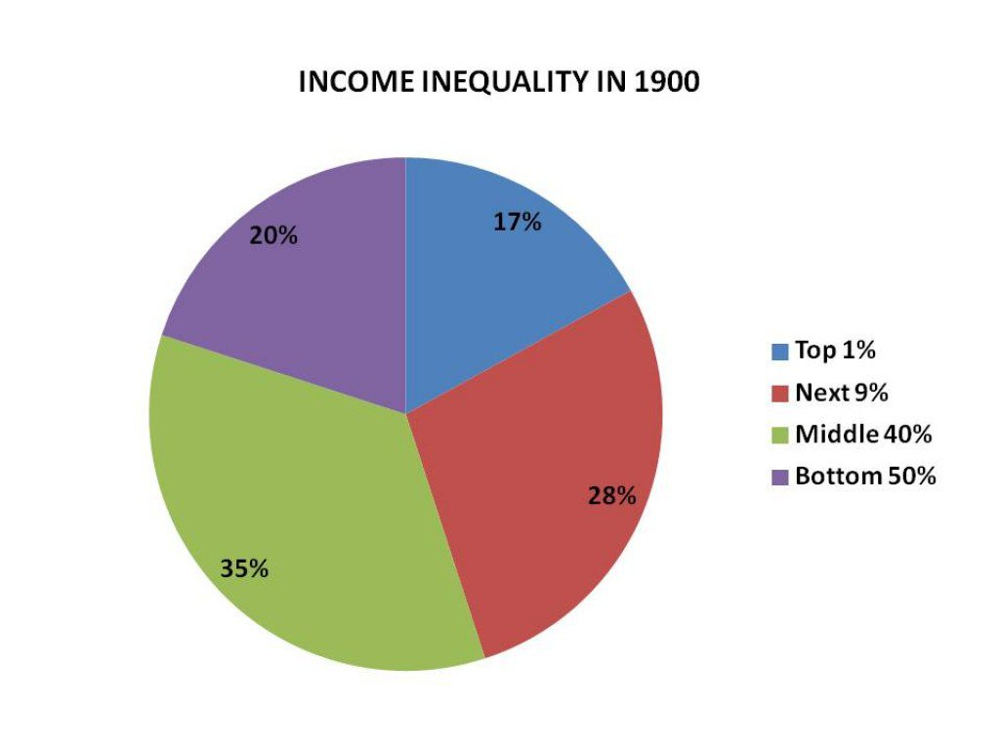 INCOME INEQUALITY IN 1900
20%
17%
28%
35%
Top 1%
Next 9%
Middle 40%
Bottom 50%